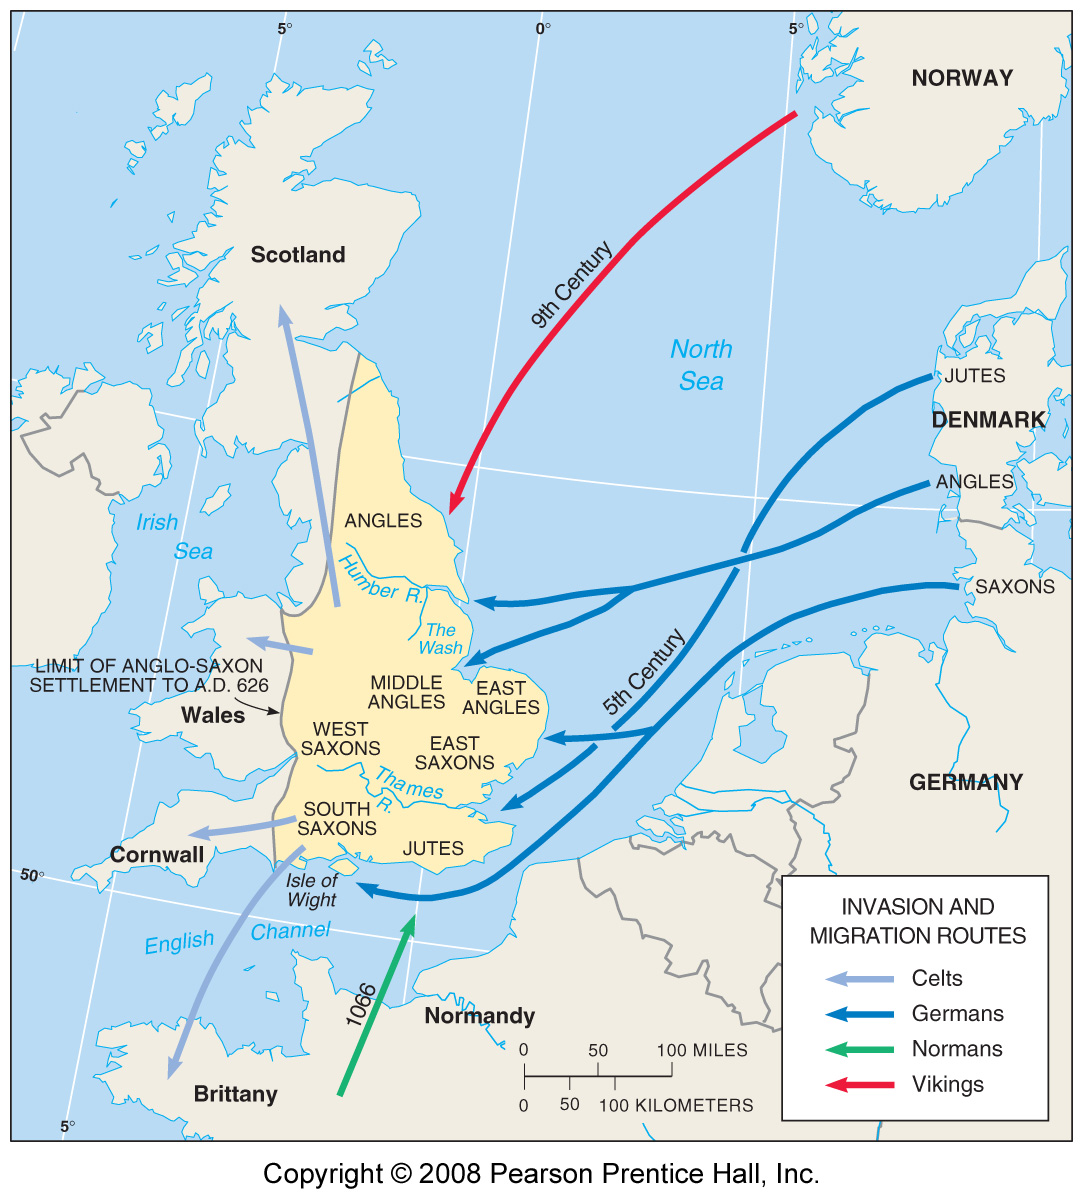 5°
0°
5°
NORWAY
Scotland
9th Century
North
Sea
JUTES
DENMARK
ANGLES
Irish
Sea
ANGLES
Humber R.
SAXONS
The
Wash
LIMIT OF ANGLO-SAXON
SETTLEMENT TO A.D. 626
Wales
5th Century
MIDDLE
ANGLES
EAST
ANGLES
WEST
SAXONS
EAST
SAXONS
Thames
R.
GERMANY
SOUTH
SAXONS
JUTES
Cornwall
50°
Isle of
Wight
English Channel
1066
Normandy
Brittany
5°
0 50 100 MILES
0 50 100 KILOMETERS
INVASION AND
MIGRATION ROUTES
Celts
Germans
Normans
Vikings
Copyright © 2008 Pearson Prentice Hall, Inc.